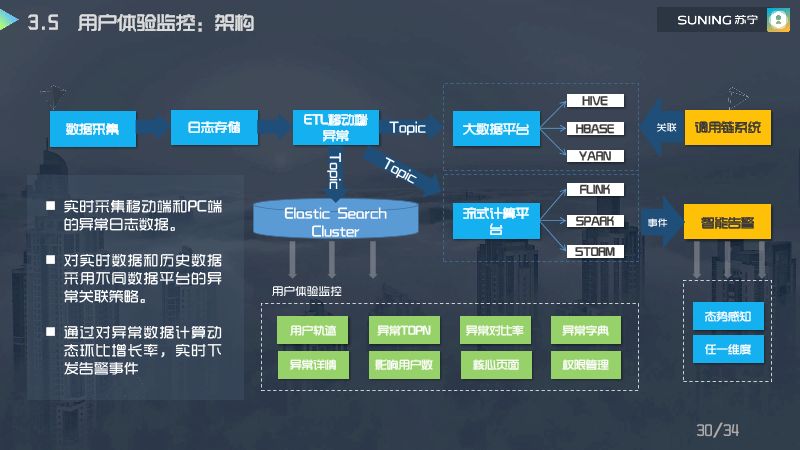 3.5 用户体验监控：架构
SUNING 苏宁
数据采集
日志存储
ETL移动端
异常
Topic
大数据平台
HIVE
HBASE
YARN
关联
调用链系统
Topic
Topic
Elastic Search
Cluster
流式计算平
台
FLINK
SPARK
STORM
事件
智能告警
实时采集移动端和PC端
的异常日志数据。
对实时数据和历史数据
采用不同数据平台的异
常关联策略。
通过对异常数据计算动
态环比增长率，实时下
发告警事件
用户体验监控
用户轨迹
异常TOPN
异常对比率
异常字典
异常详情
影响用户数
核心页面
权限管理
态势感知
任一维度
30/34